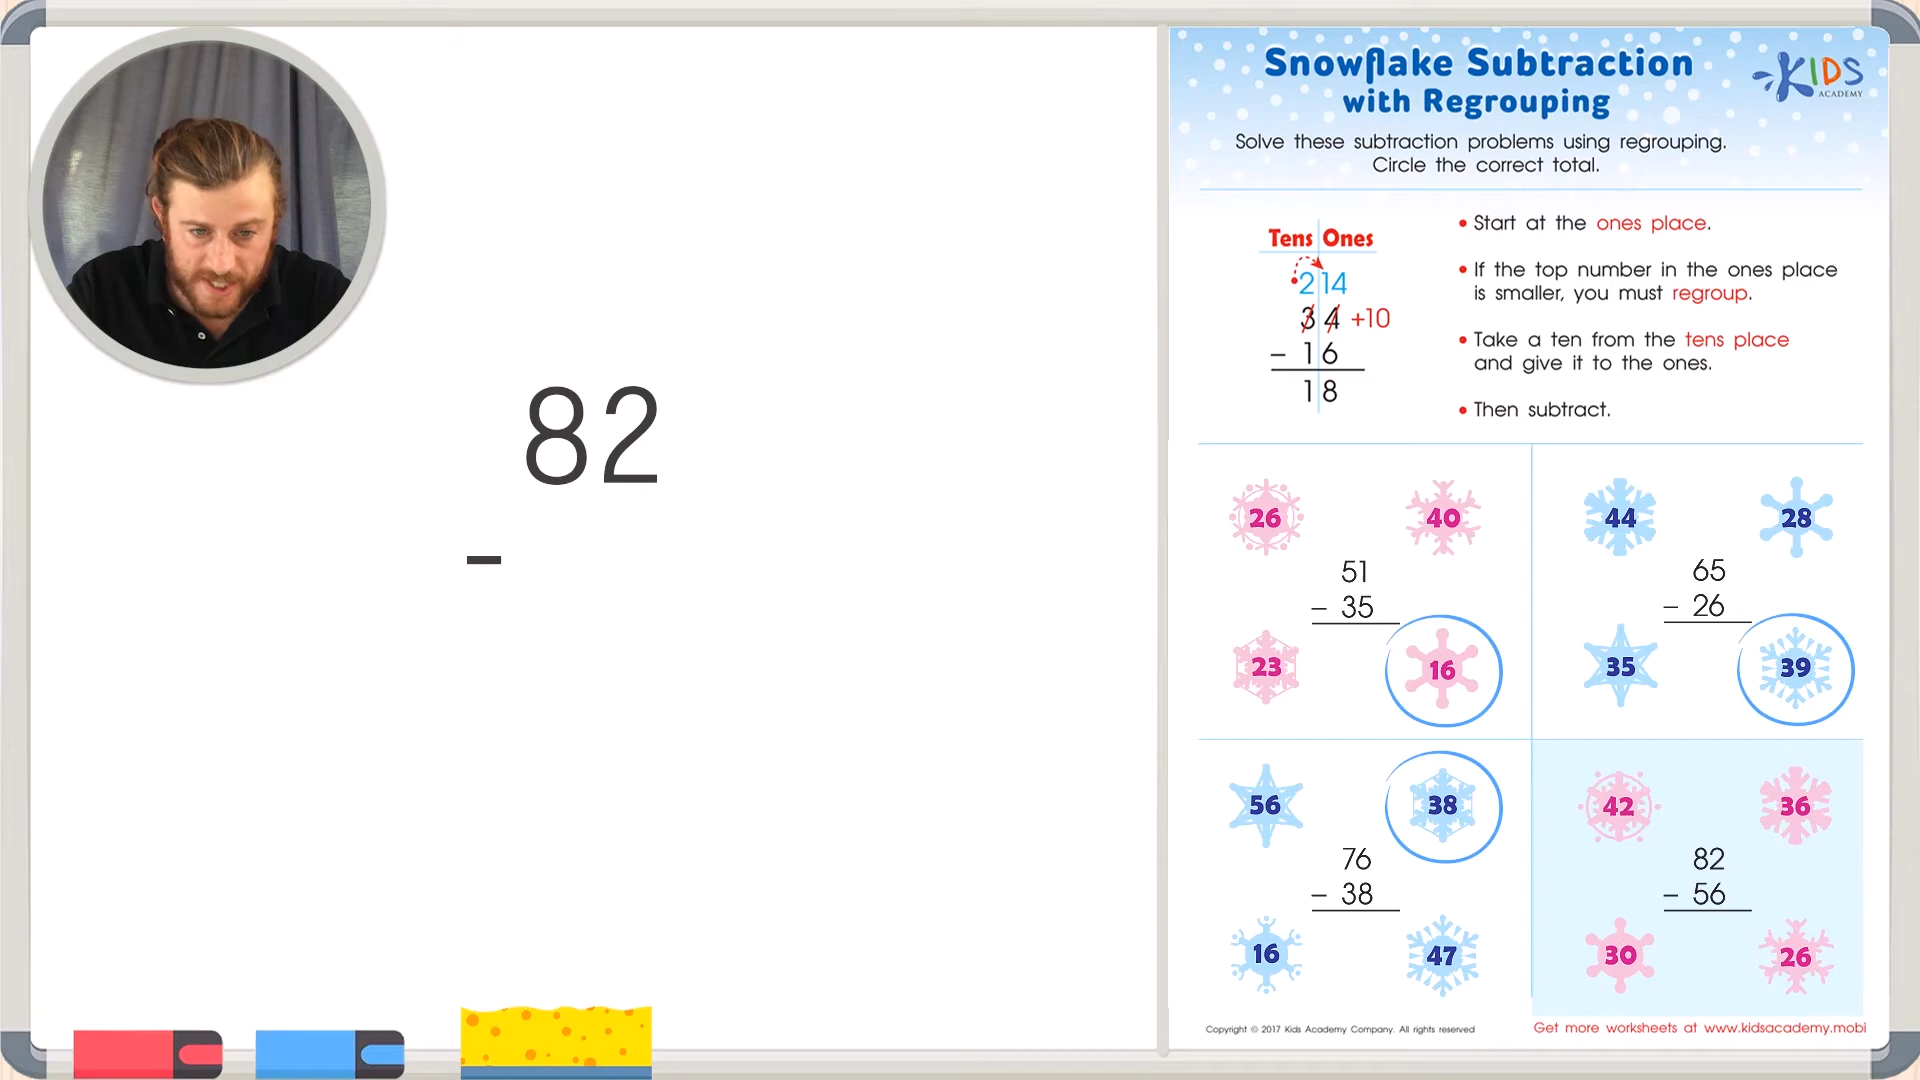 82
-
Snowflake Subtraction
with Regrouping
KIDS
ACADEMY
Solve these subtraction problems using regrouping.
Circle the correct total.
Tens Ones
2 14
3 4 +10
- 16
18
• Start at the ones place.
• If the top number in the ones place
is smaller, you must regroup.
• Take a ten from the tens place
and give it to the ones.
• Then subtract.
26 40
51
- 35
23 16
44 28
65
- 26
35 39
56 38
76
- 38
16 47
42 36
82
- 56
30 26
Copyright © 2017 Kids Academy Company. All rights reserved
Get more worksheets at www.kidsacademy.mobi